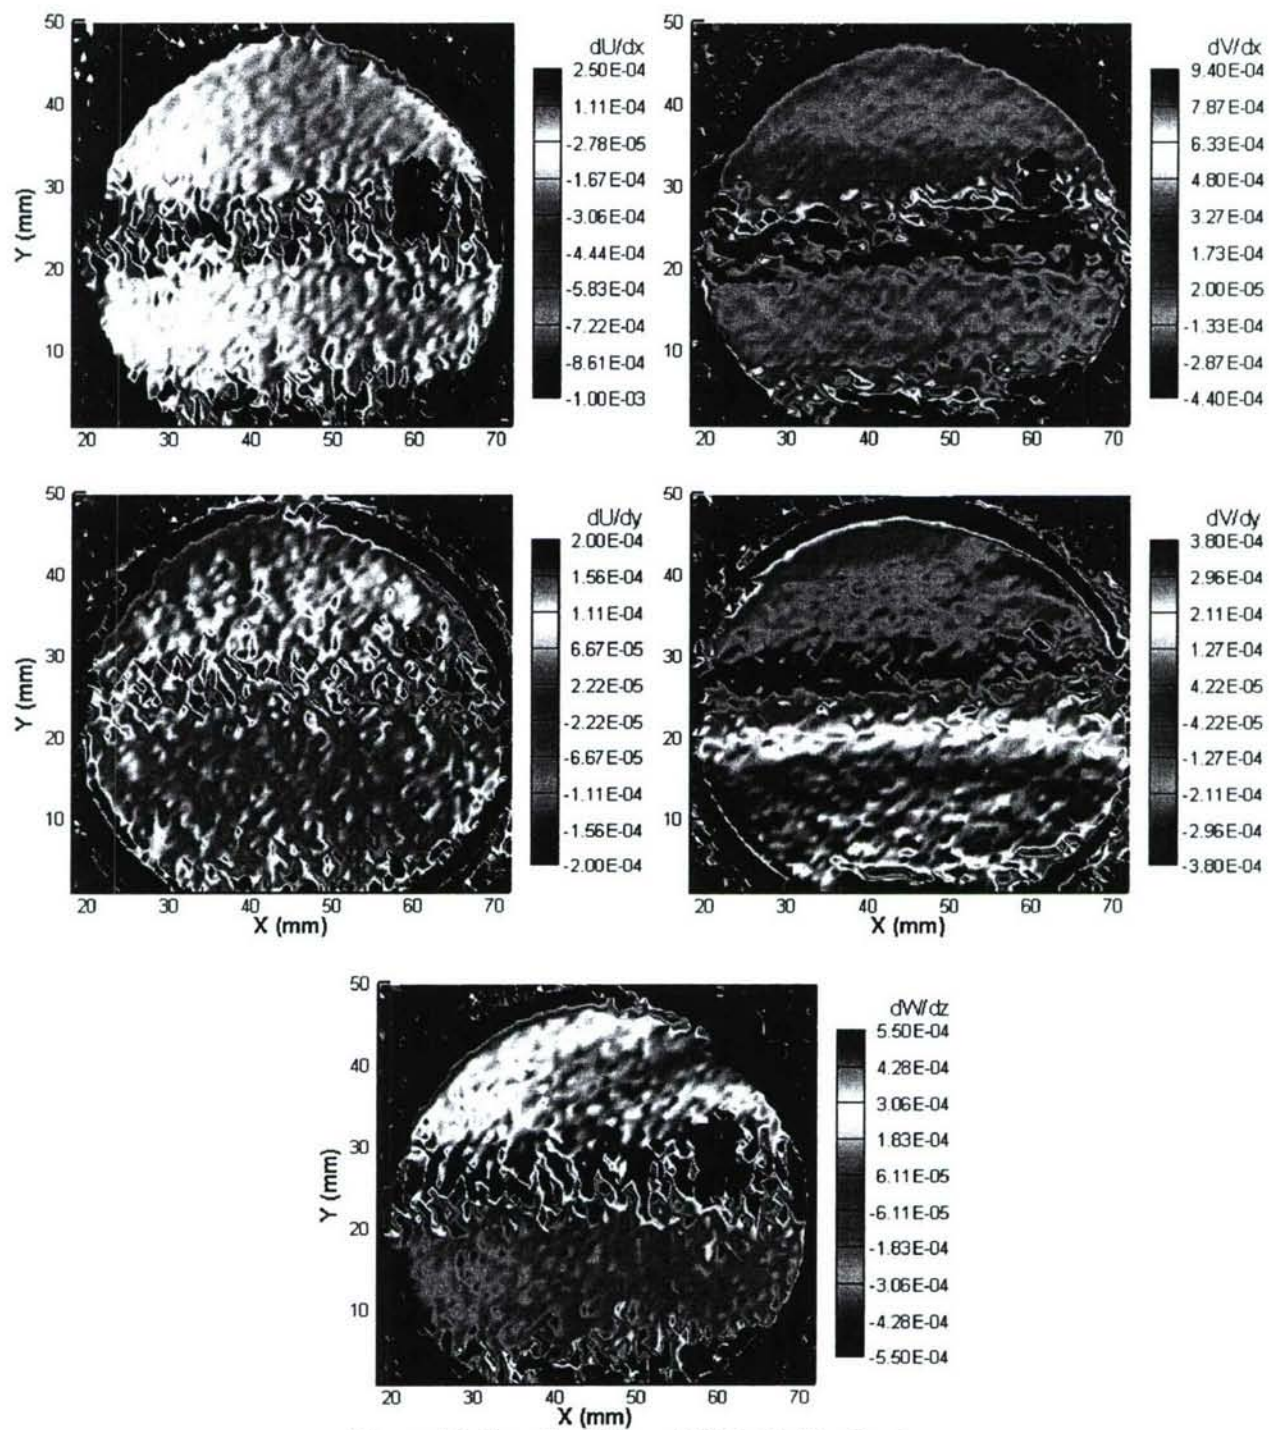 50
40
30
20
10
Y (mm)
20 30 40 50 60 70
dU/dx
2.50E-04
1.11E-04
-2.78E-05
-1.67E-04
-3.06E-04
-4.44E-04
-5.83E-04
-7.22E-04
-8.61E-04
-1.00E-03
50
40
30
20
10
20 30 40 50 60 70
dV/dx
9.40E-04
7.87E-04
6.33E-04
4.80E-04
3.27E-04
1.73E-04
2.00E-05
-1.33E-04
-2.87E-04
-4.40E-04
50
40
30
20
10
Y (mm)
20 30 40 50 60 70
X (mm)
dU/dy
2.00E-04
1.56E-04
1.11E-04
6.67E-05
2.22E-05
-2.22E-05
-6.67E-05
-1.11E-04
-1.56E-04
-2.00E-04
50
40
30
20
10
20 30 40 50 60 70
X (mm)
dV/dy
3.80E-04
2.96E-04
2.11E-04
1.27E-04
4.22E-05
-4.22E-05
-1.27E-04
-2.11E-04
-2.96E-04
-3.80E-04
50
40
30
20
10
Y (mm)
20 30 40 50 60 70
X (mm)
dW/dz
5.50E-04
4.28E-04
3.06E-04
1.83E-04
6.11E-05
-6.11E-05
-1.83E-04
-3.06E-04
-4.28E-04
-5.50E-04